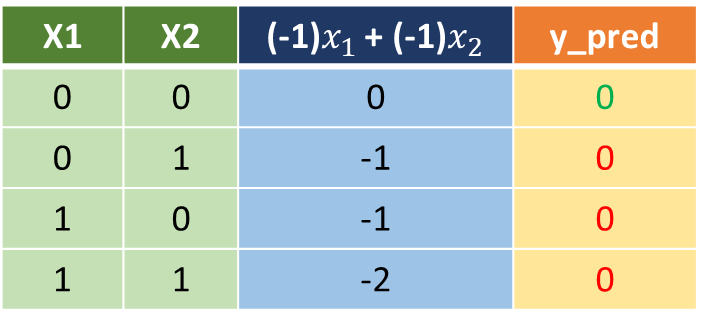 X1 X2 (-1)x₁ + (-1)x₂ y_pred
0 0 0 0
0 1 -1 0
1 0 -1 0
1 1 -2 0